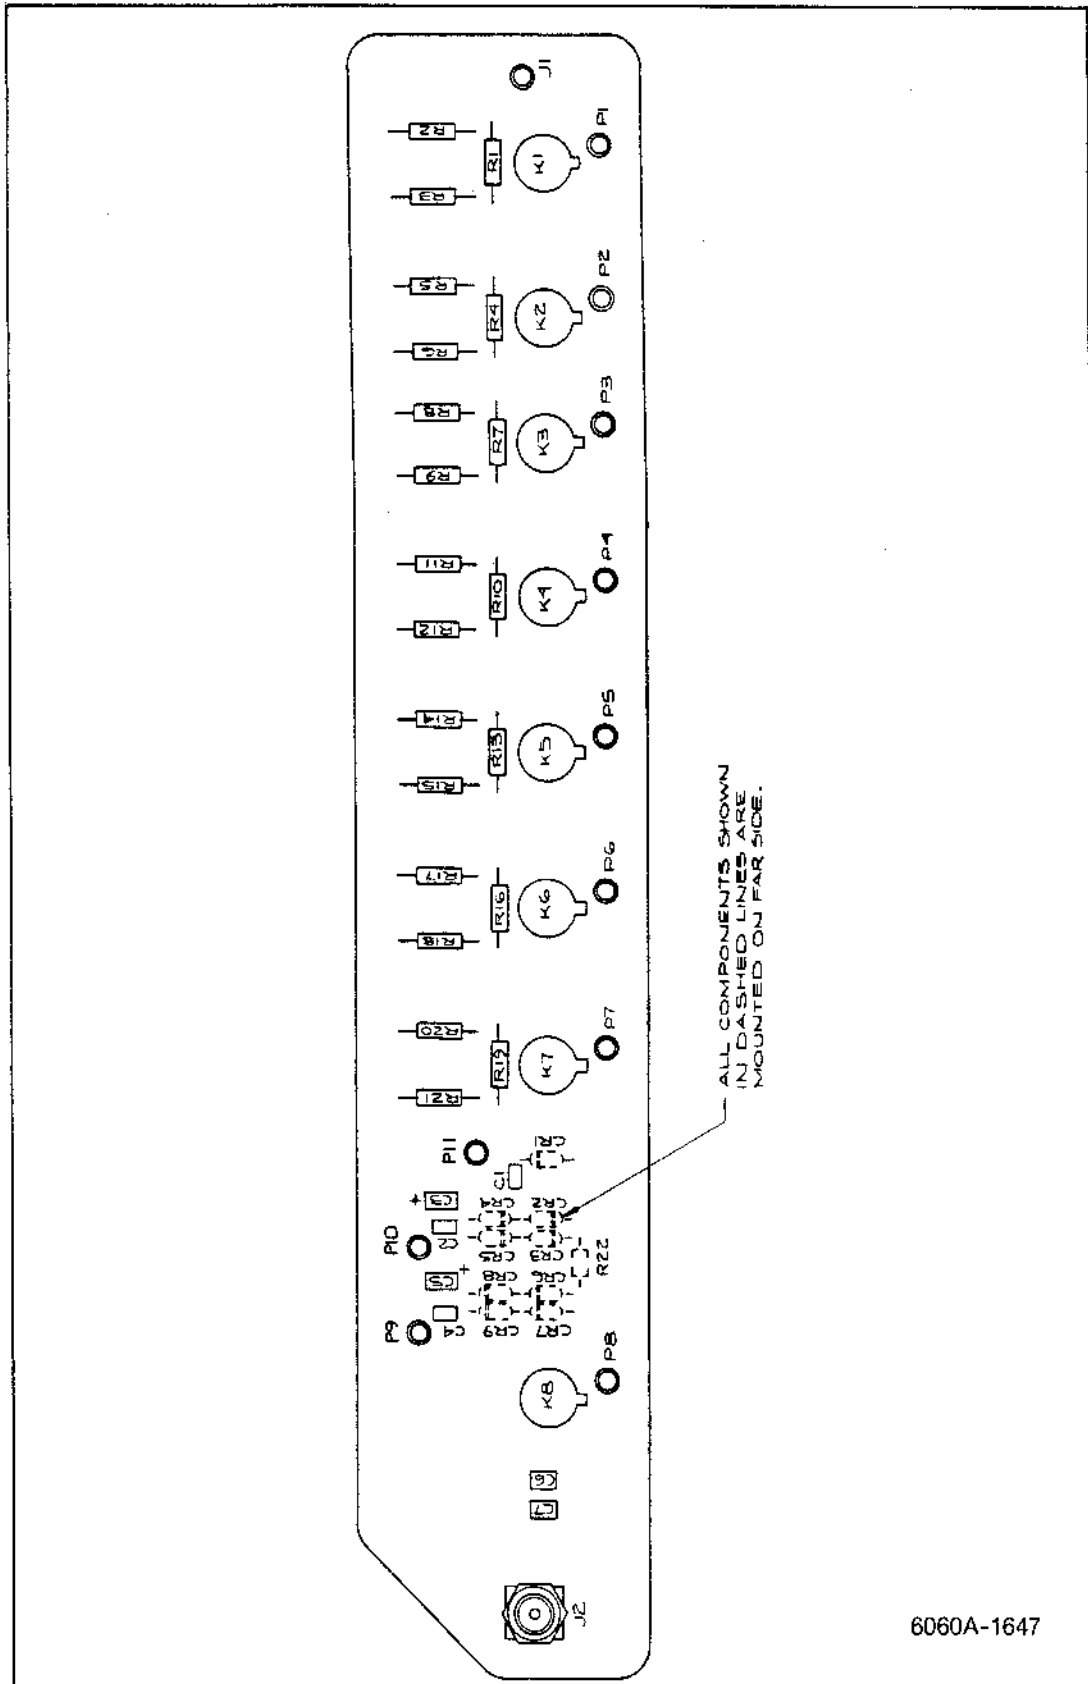 J1
P1
R2
R1
K1
R3
P2
R5
R4
K2
R6
P3
R8
R7
K3
R9
P4
R11
R10
K4
R12
P5
R14
R13
K5
R15
P6
R17
R16
K6
R18
P7
R20
R19
K7
R21
ALL COMPONENTS SHOWN
IN DASHED LINES ARE
MOUNTED ON FAR SIDE.
P11
CR1
C1
+
C3
CR4
CR2
P10
C2
CR5
CR3
R22
C5
+
CR8
CR6
P9
C4
CR9
CR7
P8
K8
C6
C7
J2
6060A-1647